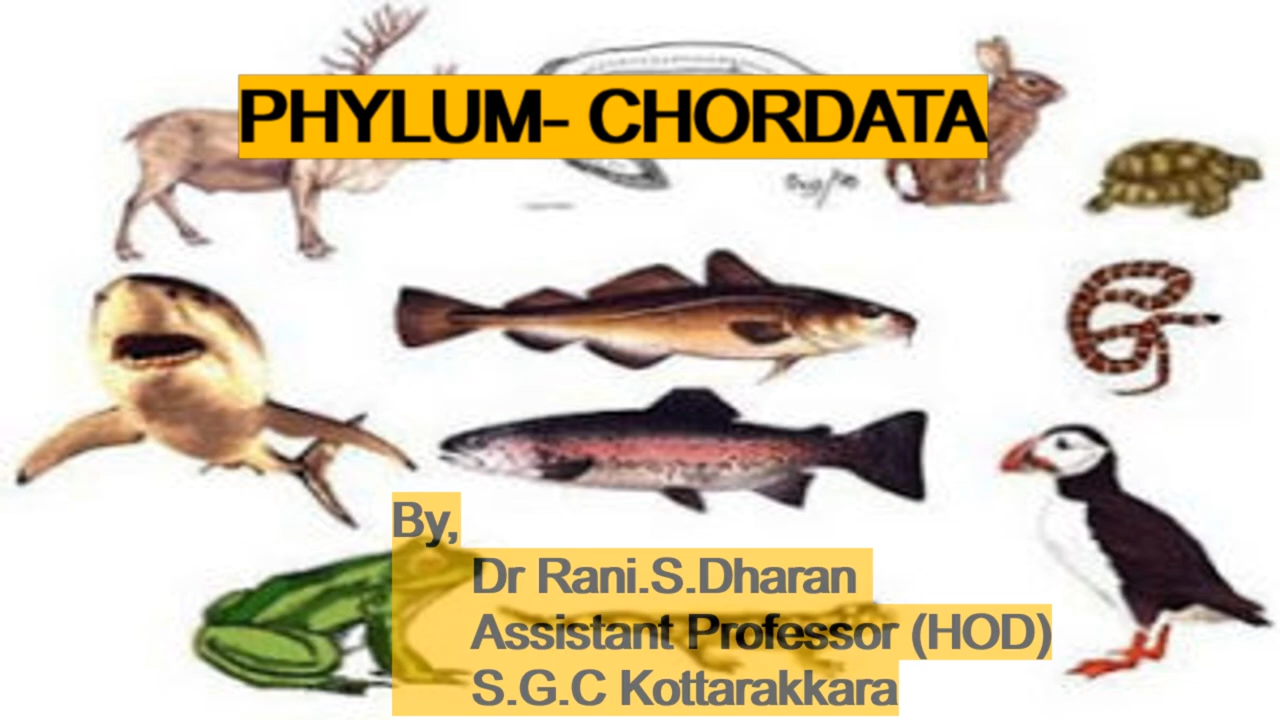 PHYLUM- CHORDATA
By,
Dr Rani.S.Dharan
Assistant Professor (HOD)
S.G.C Kottarakkara